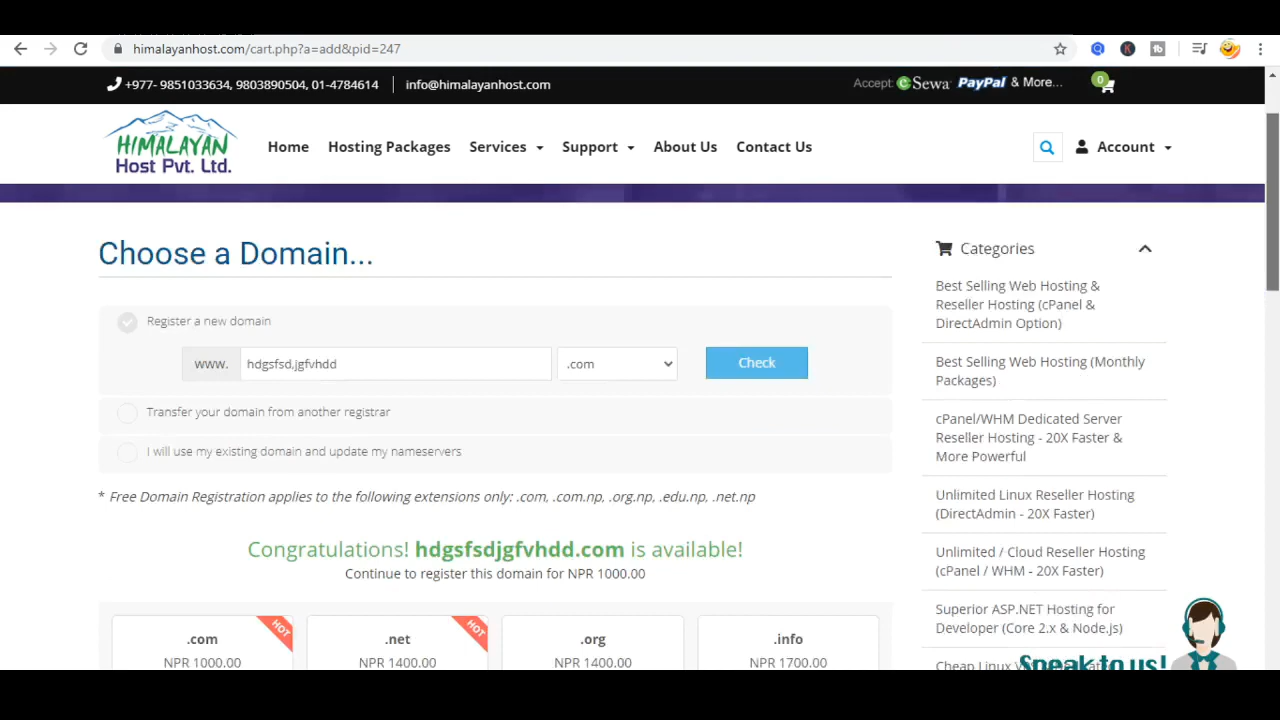 himalayanhost.com/cart.php?a=add&pid=247
+977- 9851033634, 9803890504, 01-4784614 info@himalayanhost.com Accept: eSewa PayPal & More... 0
HIMALAYAN
Host Pvt. Ltd.
Home Hosting Packages Services Support About Us Contact Us Account
Choose a Domain...
Register a new domain
www. hdgsfsd,jgfvhdd .com Check
Transfer your domain from another registrar
I will use my existing domain and update my nameservers
* Free Domain Registration applies to the following extensions only: .com, .com.np, .org.np, .edu.np, .net.np
Congratulations! hdgsfsdjgfvhdd.com is available!
Continue to register this domain for NPR 1000.00
HOT HOT
.com .net .org .info
NPR 1000.00 NPR 1400.00 NPR 1400.00 NPR 1700.00
Categories
Best Selling Web Hosting &
Reseller Hosting (cPanel &
DirectAdmin Option)
Best Selling Web Hosting (Monthly
Packages)
cPanel/WHM Dedicated Server
Reseller Hosting - 20X Faster &
More Powerful
Unlimited Linux Reseller Hosting
(DirectAdmin - 20X Faster)
Unlimited / Cloud Reseller Hosting
(cPanel / WHM - 20X Faster)
Superior ASP.NET Hosting for
Developer (Core 2.x & Node.js)
Cheap Linux
Speak to us!